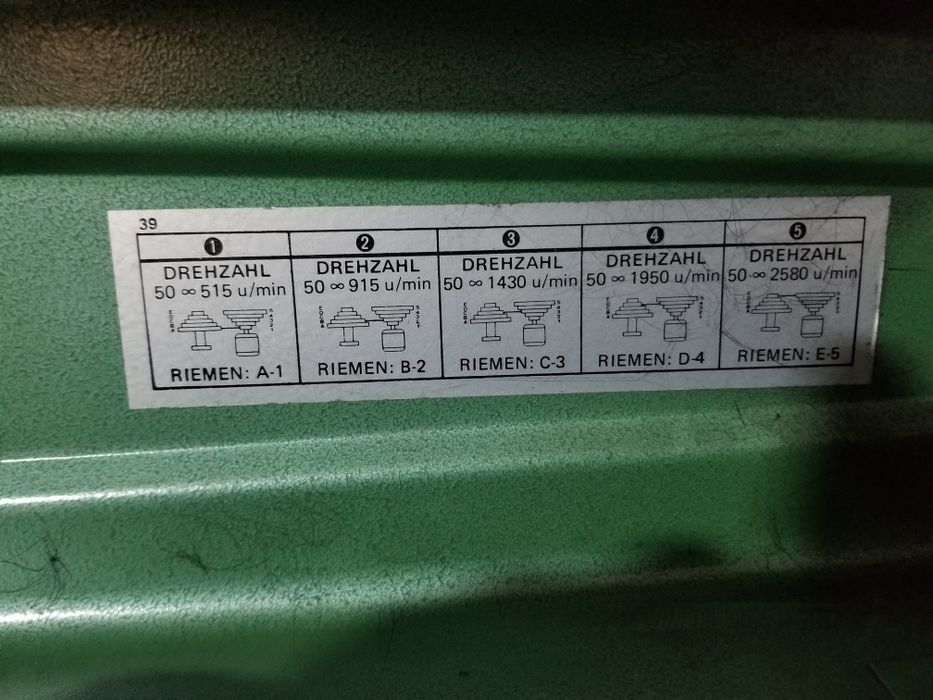 39
❶ ❷ ❸ ❹ ❺
DREHZAHL DREHZAHL DREHZAHL DREHZAHL DREHZAHL
50 ∞ 515 u/min 50 ∞ 915 u/min 50 ∞ 1430 u/min 50 ∞ 1950 u/min 50 ∞ 2580 u/min
RIEMEN: A-1 RIEMEN: B-2 RIEMEN: C-3 RIEMEN: D-4 RIEMEN: E-5